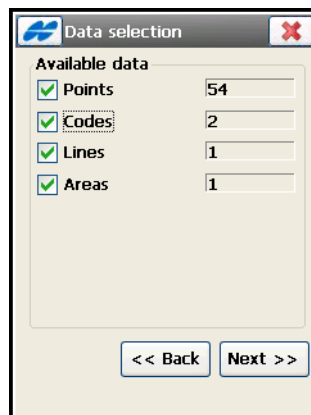 Data selection
Available data
Points 54
Codes 2
Lines 1
Areas 1
<< Back Next >>